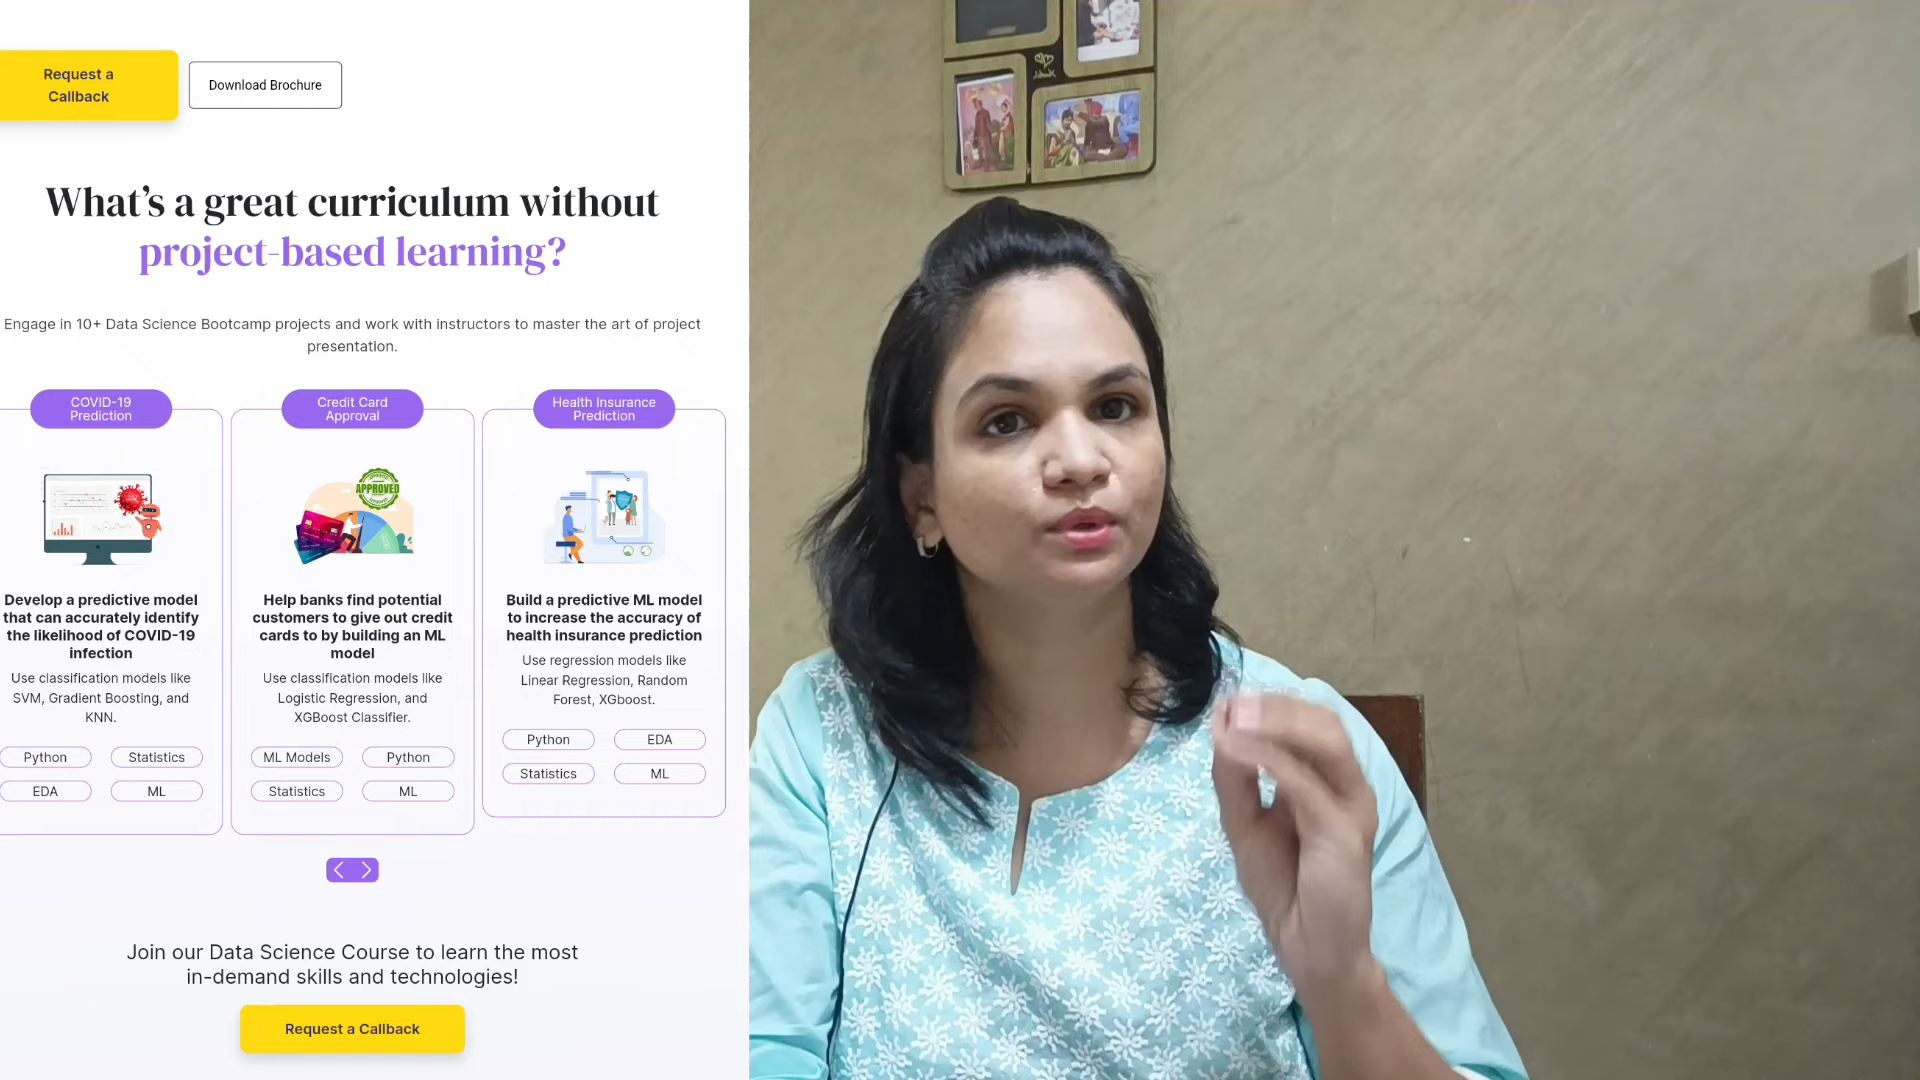 Request a
Callback
Download Brochure
What's a great curriculum without
project-based learning?
Engage in 10+ Data Science Bootcamp projects and work with instructors to master the art of project
presentation.
COVID-19
Prediction
Develop a predictive model
that can accurately identify
the likelihood of COVID-19
infection
Use classification models like
SVM, Gradient Boosting, and
KNN.
Python
Statistics
EDA
ML
Credit Card
Approval
APPROVED
Help banks find potential
customers to give out credit
cards to by building an ML
model
Use classification models like
Logistic Regression, and
XGBoost Classifier.
ML Models
Python
Statistics
ML
Health Insurance
Prediction
Build a predictive ML model
to increase the accuracy of
health insurance prediction
Use regression models like
Linear Regression, Random
Forest, XGboost.
Python
EDA
Statistics
ML
Join our Data Science Course to learn the most
in-demand skills and technologies!
Request a Callback